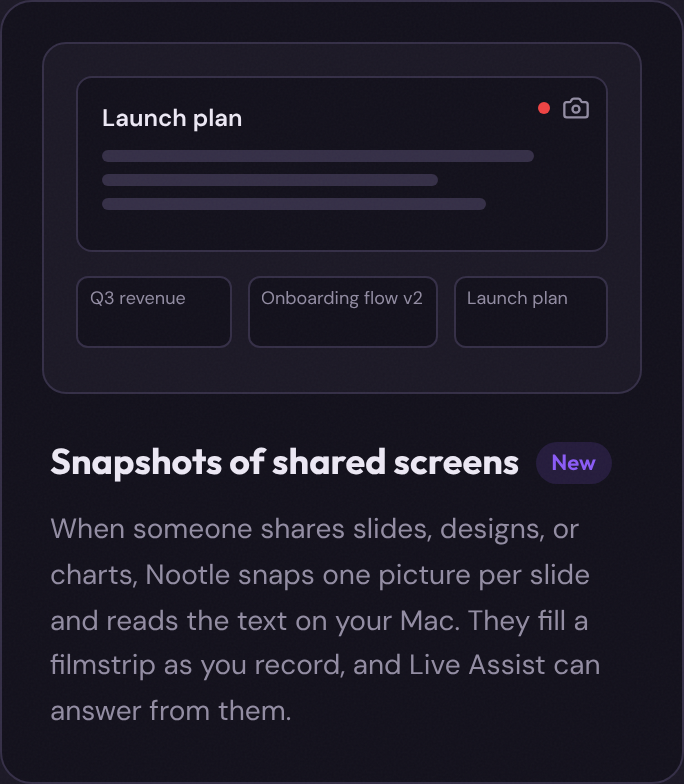 Launch plan
Q3 revenue
Onboarding flow v2
Launch plan
Snapshots of shared screens
New
When someone shares slides, designs, or
charts, Nootle snaps one picture per slide
and reads the text on your Mac. They fill a
filmstrip as you record, and Live Assist can
answer from them.